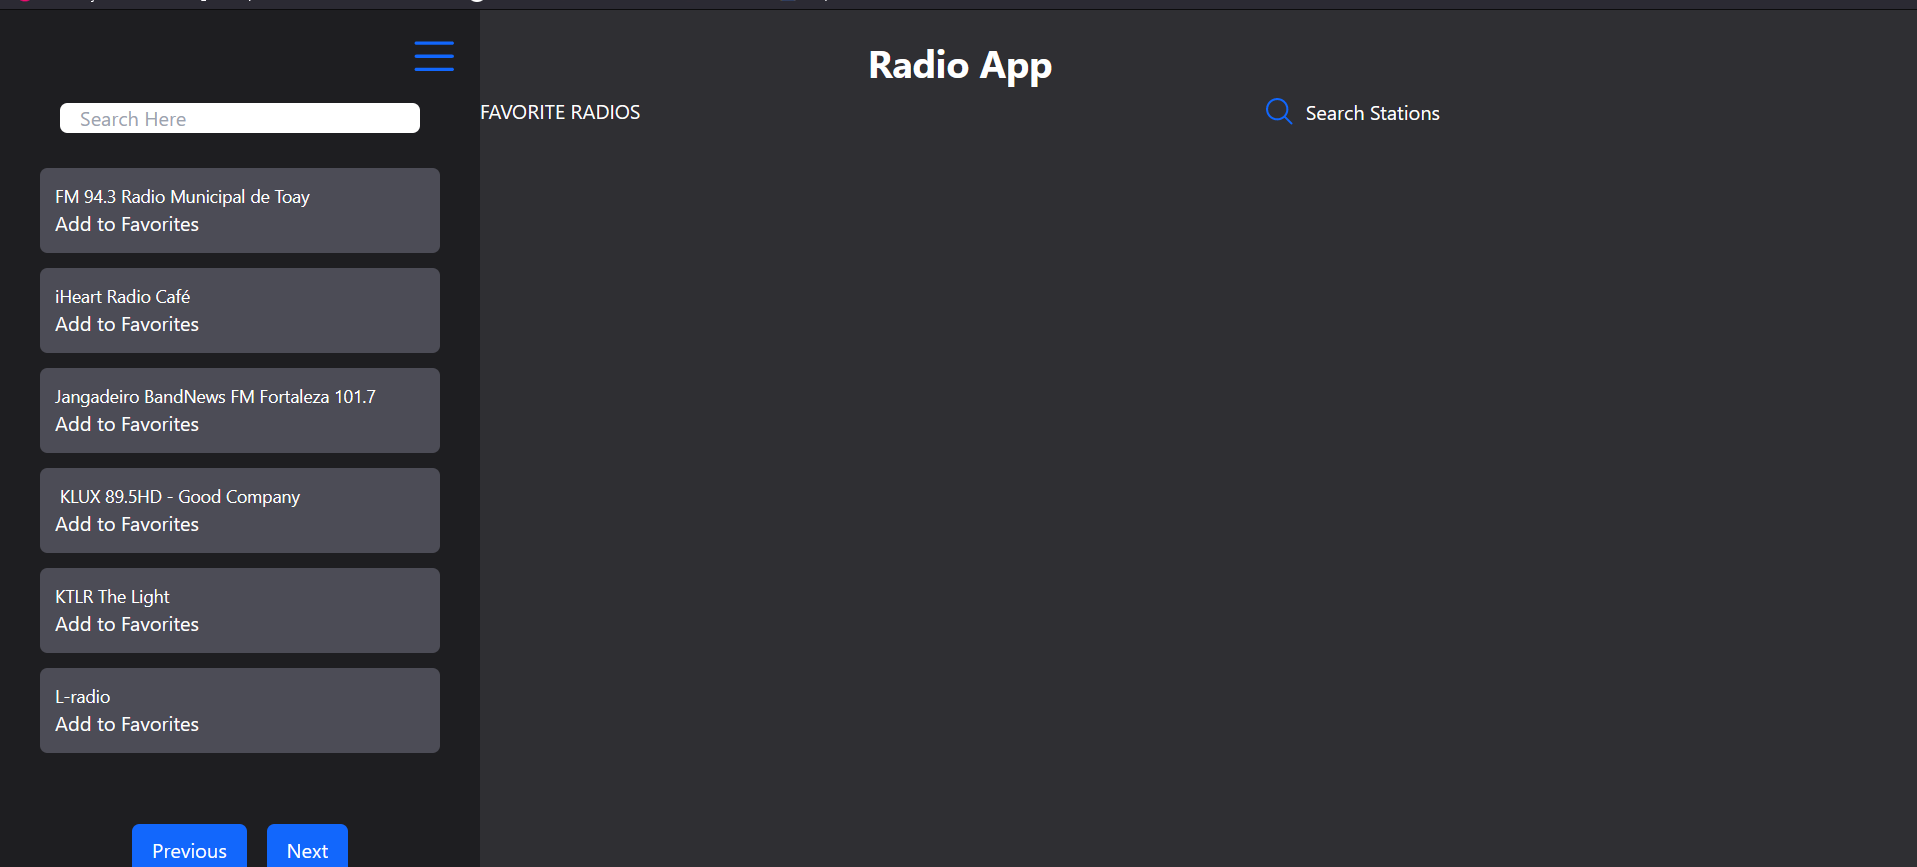 Radio App
Search Here
FAVORITE RADIOS
Search Stations
FM 94.3 Radio Municipal de Toay
Add to Favorites
iHeart Radio Café
Add to Favorites
Jangadeiro BandNews FM Fortaleza 101.7
Add to Favorites
KLUX 89.5HD - Good Company
Add to Favorites
KTLR The Light
Add to Favorites
L-radio
Add to Favorites
Previous
Next